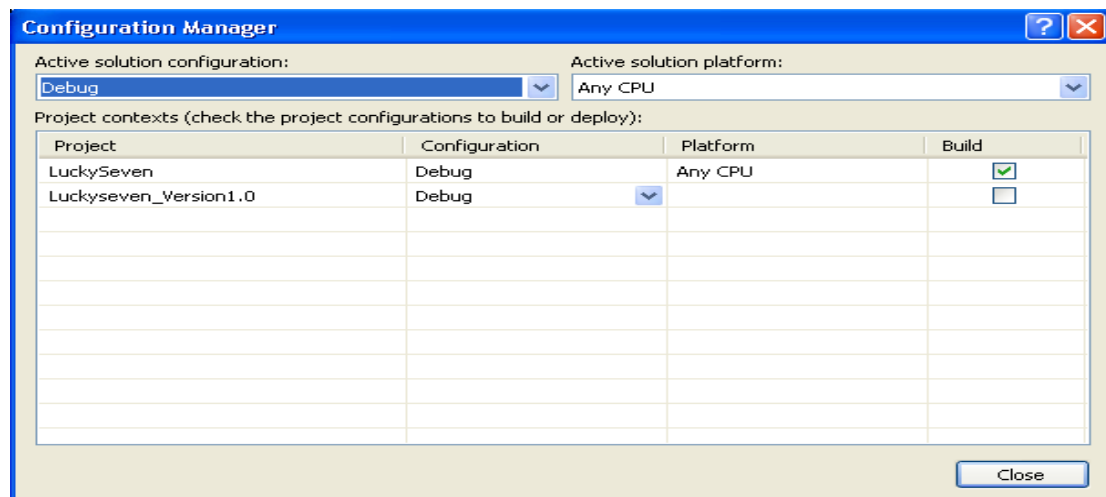 Configuration Manager
Active solution configuration: Active solution platform:
Debug Any CPU
Project contexts (check the project configurations to build or deploy):
Project Configuration Platform Build
LuckySeven Debug Any CPU
Luckyseven_Version1.0 Debug
Close